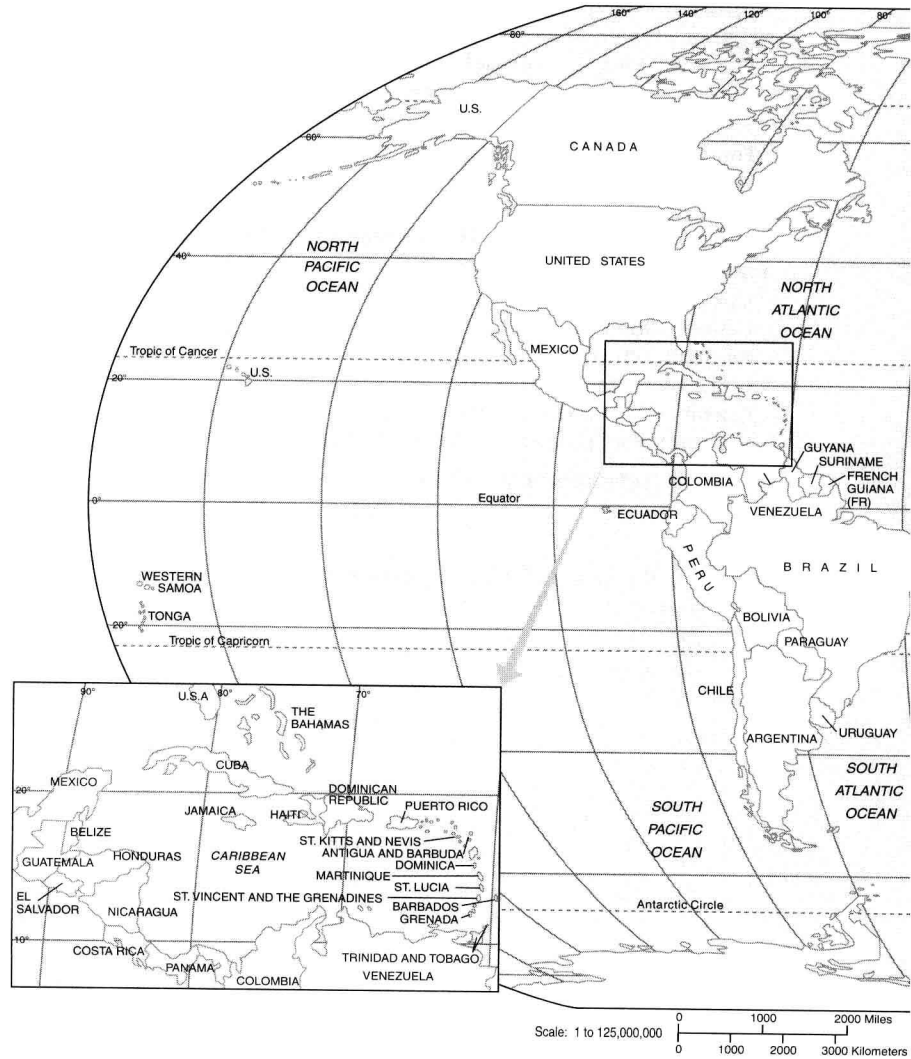 160°
140°
120°
100°
80°
80°
U.S.
60°
CANADA
NORTH
PACIFIC
OCEAN
40°
UNITED STATES
NORTH
ATLANTIC
OCEAN
Tropic of Cancer
MEXICO
U.S.
20°
GUYANA
SURINAME
FRENCH
GUIANA
(FR)
COLOMBIA
VENEZUELA
Equator
0°
ECUADOR
PERU
BRAZIL
WESTERN
SAMOA
TONGA
BOLIVIA
20°
Tropic of Capricorn
PARAGUAY
CHILE
ARGENTINA
URUGUAY
SOUTH
PACIFIC
OCEAN
SOUTH
ATLANTIC
OCEAN
Antarctic Circle
90°
80°
70°
U.S.A
THE
BAHAMAS
CUBA
MEXICO
20°
DOMINICAN
REPUBLIC
PUERTO RICO
JAMAICA
HAITI
BELIZE
ST. KITTS AND NEVIS
ANTIGUA AND BARBUDA
GUATEMALA
HONDURAS
CARIBBEAN
SEA
DOMINICA
MARTINIQUE
ST. LUCIA
EL
SALVADOR
ST. VINCENT AND THE GRENADINES
BARBADOS
NICARAGUA
GRENADA
10°
COSTA RICA
TRINIDAD AND TOBAGO
PANAMA
COLOMBIA
VENEZUELA
Scale: 1 to 125,000,000
0 1000 2000 Miles
0 1000 2000 3000 Kilometers